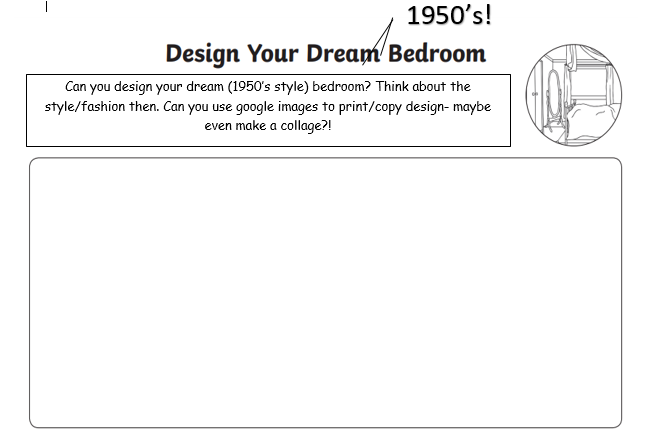 1950's!
Design Your Dream Bedroom
Can you design your dream (1950's style) bedroom? Think about the
style/fashion then. Can you use google images to print/copy design- maybe
even make a collage?!